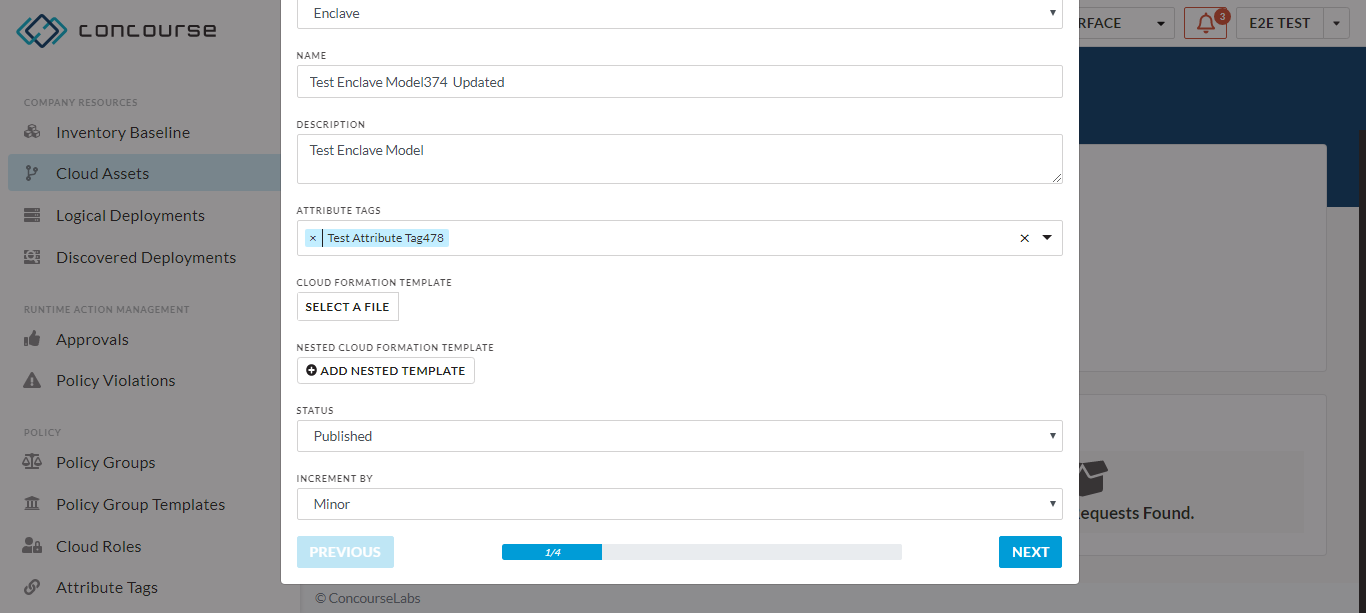 concourse
COMPANY RESOURCES
Inventory Baseline
Cloud Assets
Logical Deployments
Discovered Deployments
RUNTIME ACTION MANAGEMENT
Approvals
Policy Violations
POLICY
Policy Groups
Policy Group Templates
Cloud Roles
Attribute Tags
Enclave
NAME
Test Enclave Model374 Updated
DESCRIPTION
Test Enclave Model
ATTRIBUTE TAGS
× Test Attribute Tag478
CLOUD FORMATION TEMPLATE
SELECT A FILE
NESTED CLOUD FORMATION TEMPLATE
ADD NESTED TEMPLATE
STATUS
Published
INCREMENT BY
Minor
PREVIOUS
1/4
NEXT
RFACE
3
E2E TEST
equests Found.
© ConcourseLabs